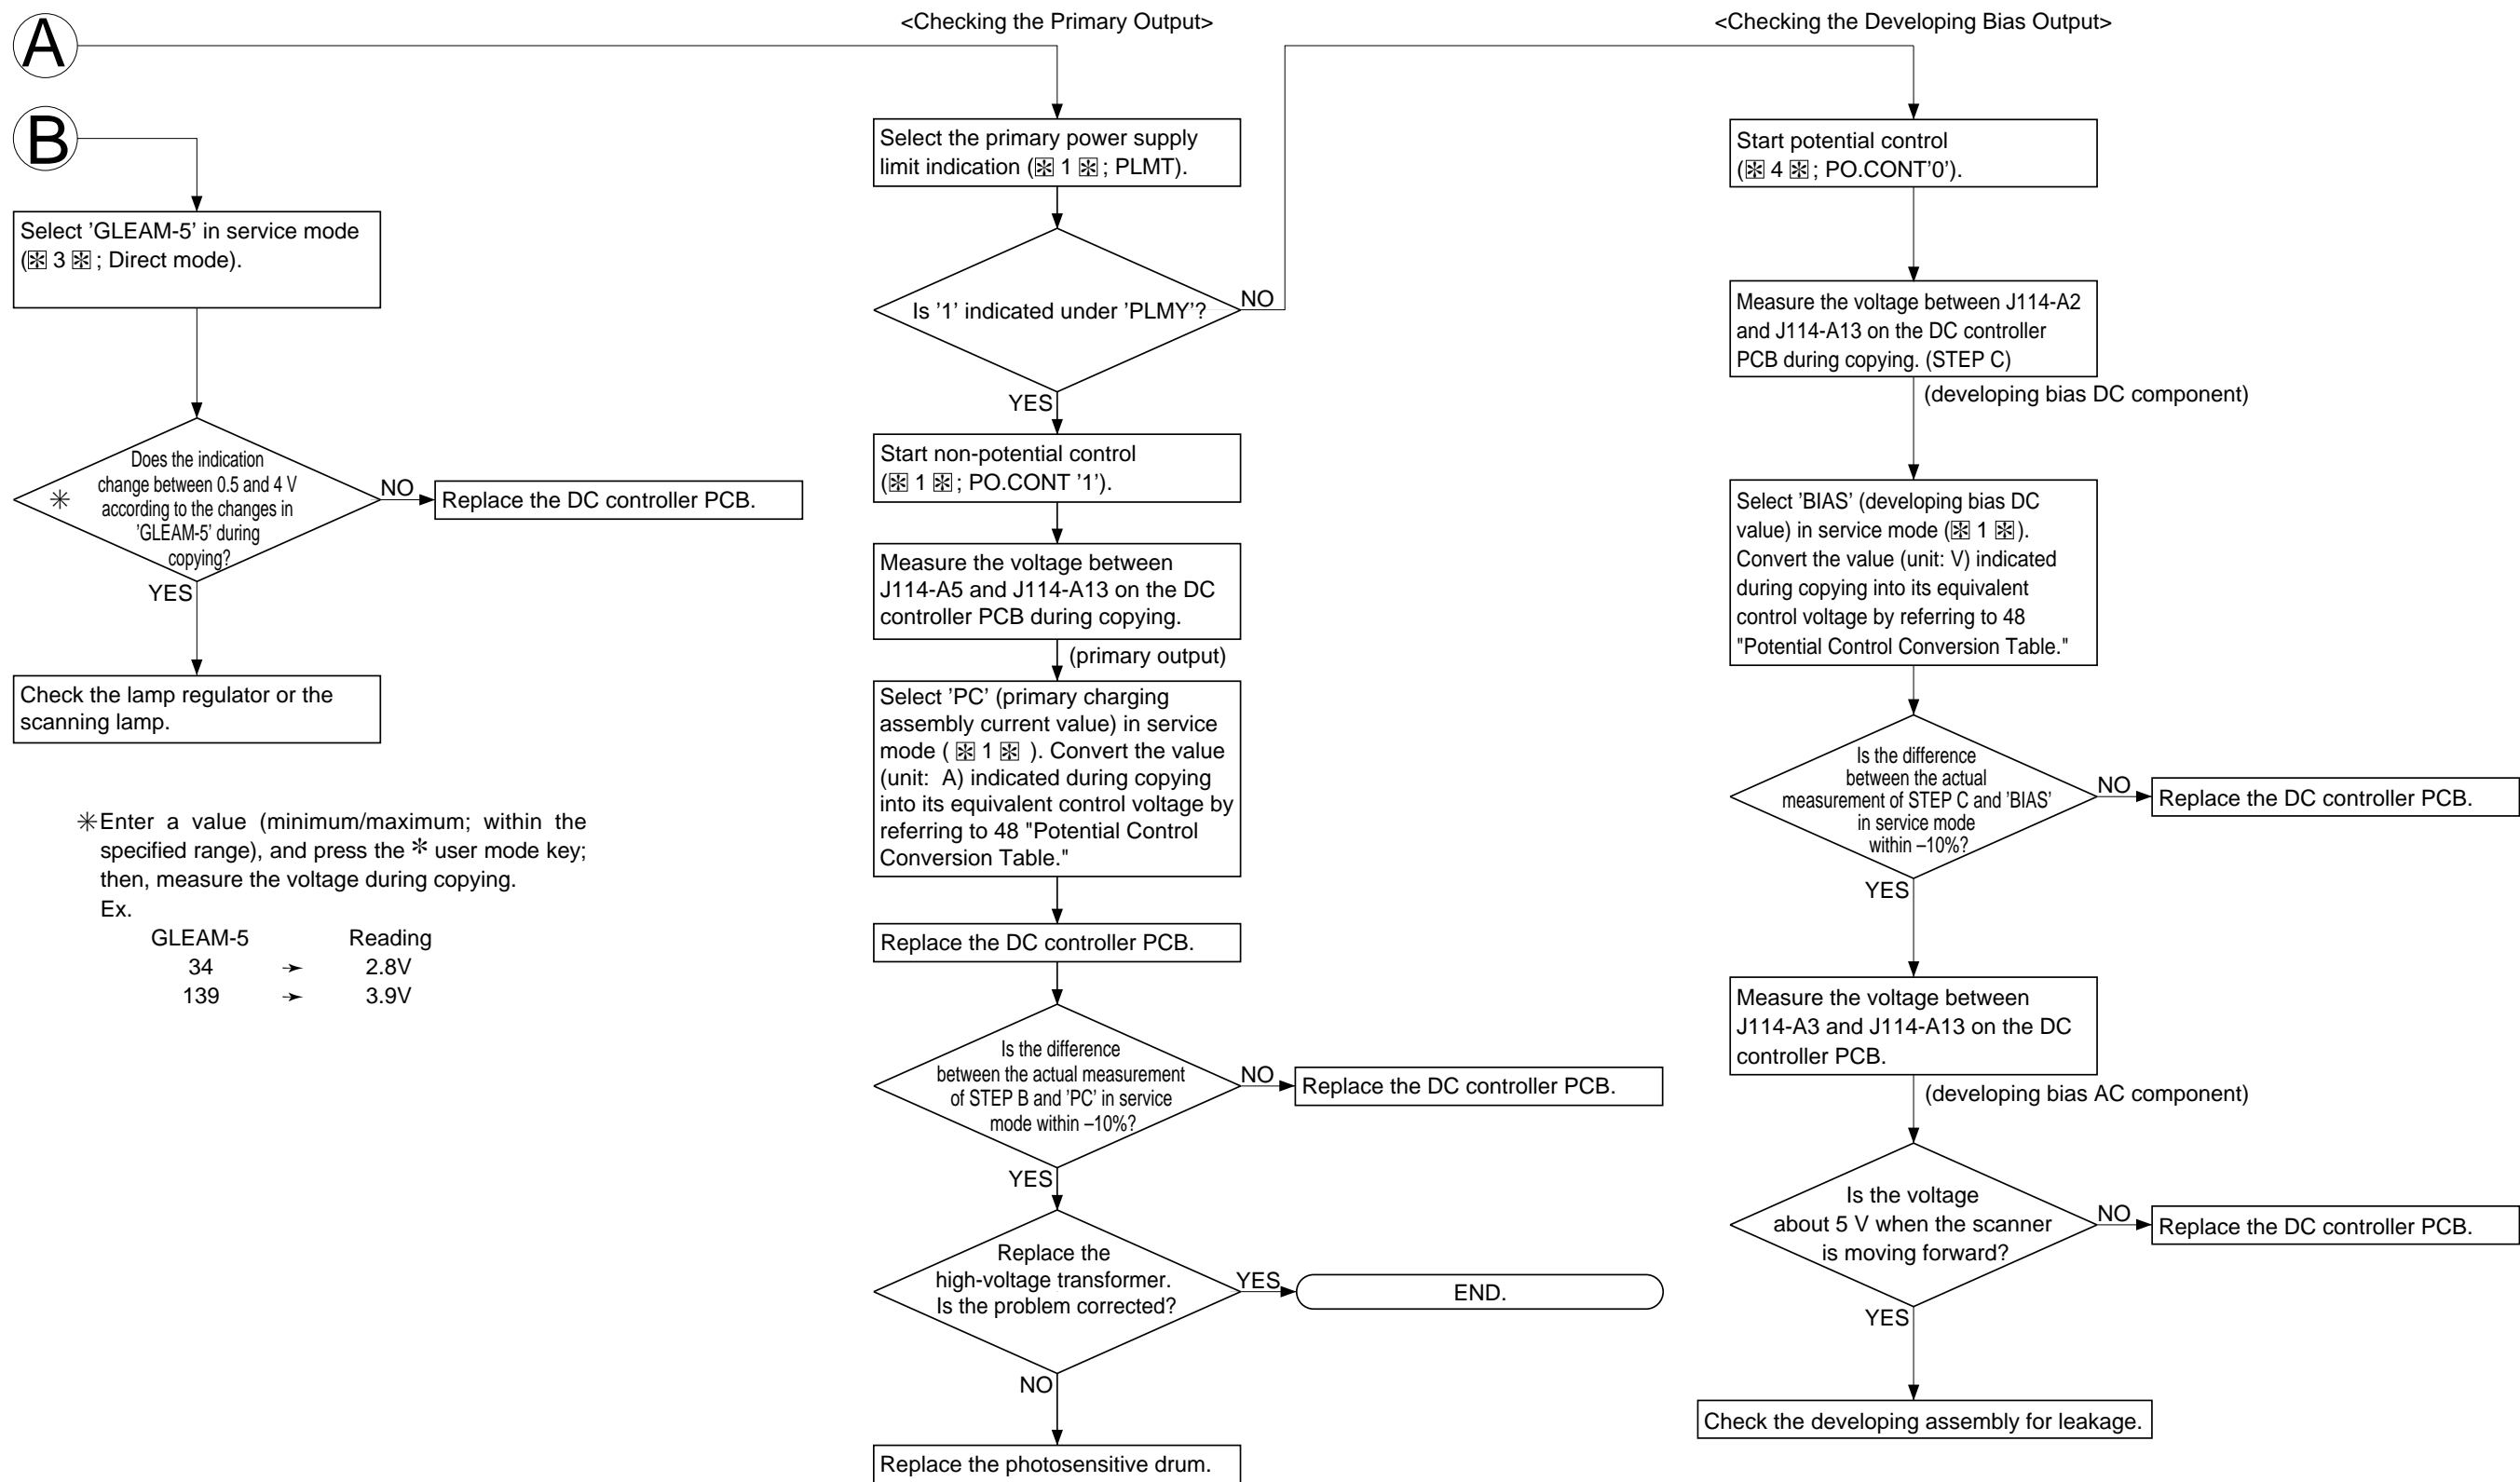 A
B
Select ’GLEAM-5’ in service mode
(✻ 3 ✻; Direct mode).
✳
Does the indication
change between 0.5 and 4 V
according to the changes in
’GLEAM-5’ during
copying?
NO
Replace the DC controller PCB.
YES
Check the lamp regulator or the
scanning lamp.
✳Enter a value (minimum/maximum; within the
specified range), and press the * user mode key;
then, measure the voltage during copying.
Ex.
GLEAM-5 Reading
34 → 2.8V
139 → 3.9V
<Checking the Primary Output>
Select the primary power supply
limit indication (✻ 1 ✻; PLMT).
Is ’1’ indicated under ’PLMY’?
NO
YES
Start non-potential control
(✻ 1 ✻; PO.CONT ’1’).
Measure the voltage between
J114-A5 and J114-A13 on the DC
controller PCB during copying.
(primary output)
Select ’PC’ (primary charging
assembly current value) in service
mode ( ✻ 1 ✻ ). Convert the value
(unit: A) indicated during copying
into its equivalent control voltage by
referring to 48 "Potential Control
Conversion Table."
Replace the DC controller PCB.
Is the difference
between the actual measurement
of STEP B and ’PC’ in service
mode within –10%?
NO
Replace the DC controller PCB.
YES
Replace the
high-voltage transformer.
Is the problem corrected?
YES
END.
NO
Replace the photosensitive drum.
<Checking the Developing Bias Output>
Start potential control
(✻ 4 ✻; PO.CONT’0’).
Measure the voltage between J114-A2
and J114-A13 on the DC controller
PCB during copying. (STEP C)
(developing bias DC component)
Select ’BIAS’ (developing bias DC
value) in service mode (✻ 1 ✻).
Convert the value (unit: V) indicated
during copying into its equivalent
control voltage by referring to 48
"Potential Control Conversion Table."
Is the difference
between the actual
measurement of STEP C and ’BIAS’
in service mode
within –10%?
NO
Replace the DC controller PCB.
YES
Measure the voltage between
J114-A3 and J114-A13 on the DC
controller PCB.
(developing bias AC component)
Is the voltage
about 5 V when the scanner
is moving forward?
NO
Replace the DC controller PCB.
YES
Check the developing assembly for leakage.